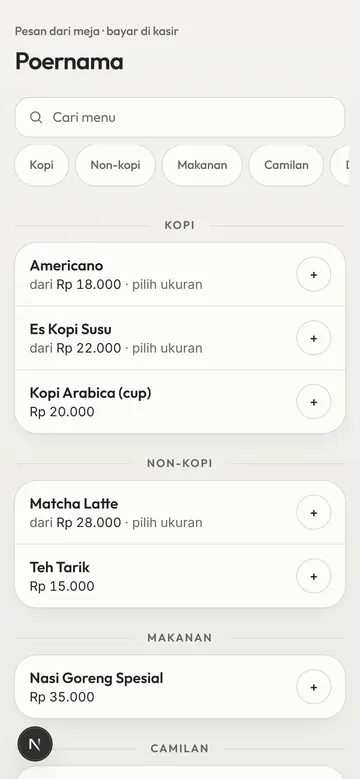 Pesan dari meja · bayar di kasir
Poernama
Cari menu
Kopi
Non-kopi
Makanan
Camilan
KOPI
Americano
dari Rp 18.000 · pilih ukuran
+
Es Kopi Susu
dari Rp 22.000 · pilih ukuran
+
Kopi Arabica (cup)
Rp 20.000
+
NON-KOPI
Matcha Latte
dari Rp 28.000 · pilih ukuran
+
Teh Tarik
Rp 15.000
+
MAKANAN
Nasi Goreng Spesial
Rp 35.000
+
N
CAMILAN